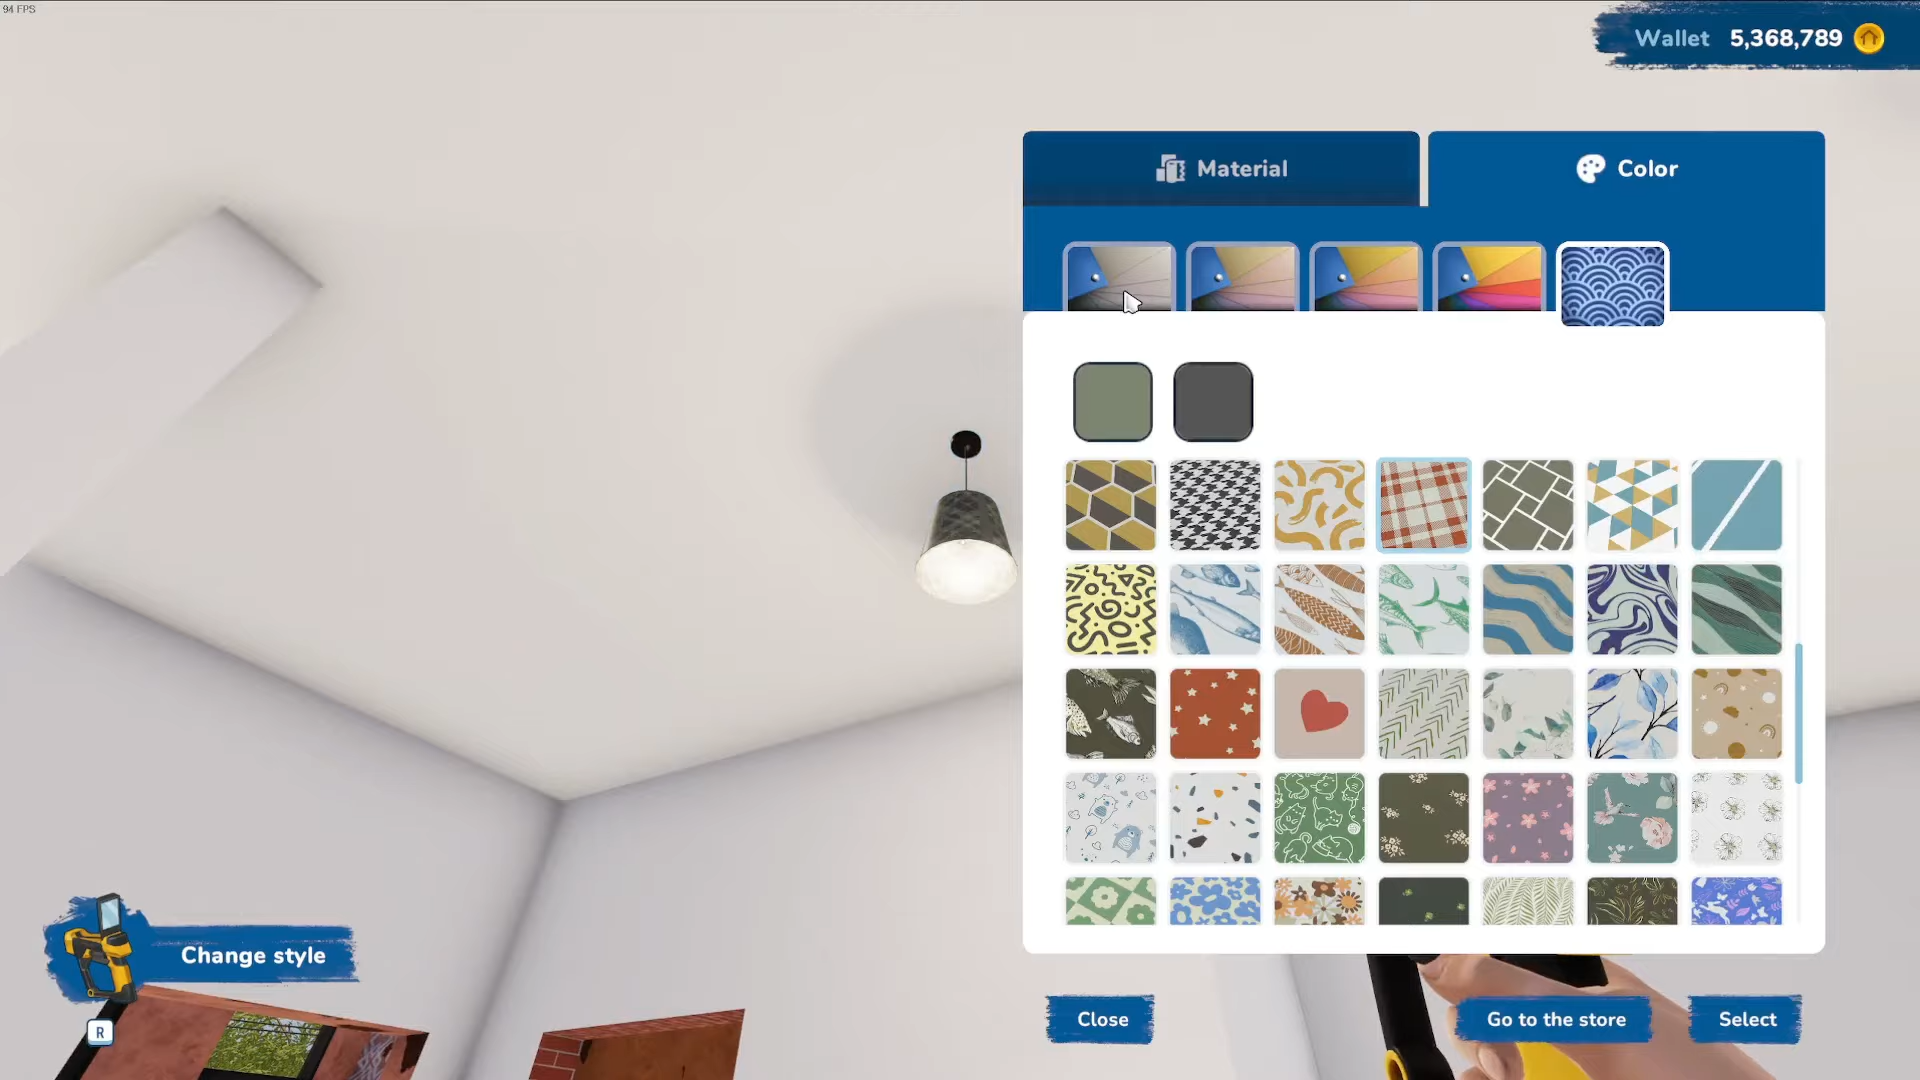 94 FPS
Wallet 5,368,789
Material
Color
Change style
R
Close
Go to the store
Select